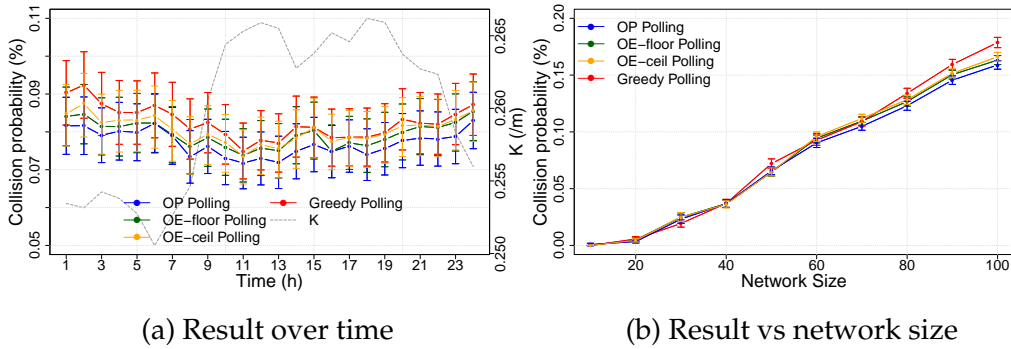 0.11
0.09
0.07
0.05
Collision probability (%)
0.265
0.260
0.255
0.250
K (/m)
OP Polling
OE−floor Polling
OE−ceil Polling
Greedy Polling
K
1 3 5 7 9 11 13 15 17 19 21 23
Time (h)
(a) Result over time
0.20
0.15
0.10
0.05
0.00
Collision probability (%)
OP Polling
OE−floor Polling
OE−ceil Polling
Greedy Polling
20 40 60 80 100
Network Size
(b) Result vs network size